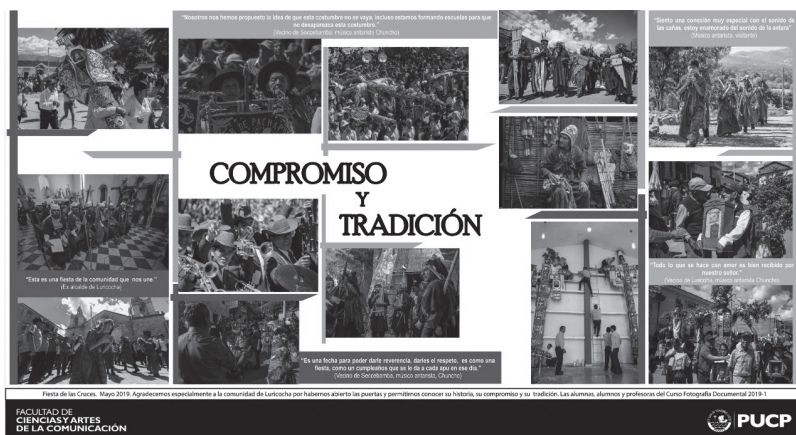 "Nosotros nos hemos propuesto la idea de que esta costumbre no se vaya, incluso estamos formando escuelas para que
no desaparezca esta costumbre."
(Vecino de Seccebamba, músico antarista Chuncho)
"Siento una conexión muy especial con el sonido de
las cañas, estoy enamorado del sonido de la antara"
(Músico antarista, visitante)
COMPROMISO
Y
TRADICIÓN
"Esta es una fiesta de la comunidad que nos une."
(Ex alcalde de Luricocha)
"Todo lo que se hace con amor es bien recibido por
nuestro señor."
(Vecino de Luricocha, músico antarista Chuncho)
"Es una fecha para poder darle reverencia, darles el respeto, es como una
fiesta, como un cumpleaños que se le da a cada apu en ese día."
(Vecino de Seccebamba, músico antarista, Chuncho)
Fiesta de las Cruces. Mayo 2019. Agradecemos especialmente a la comunidad de Luricocha por habernos abierto las puertas y permitirnos conocer su historia, su compromiso y su tradición. Las alumnas, alumnos y profesoras del Curso Fotografía Documental 2019-1
FACULTAD DE
CIENCIAS Y ARTES
DE LA COMUNICACIÓN
PUCP